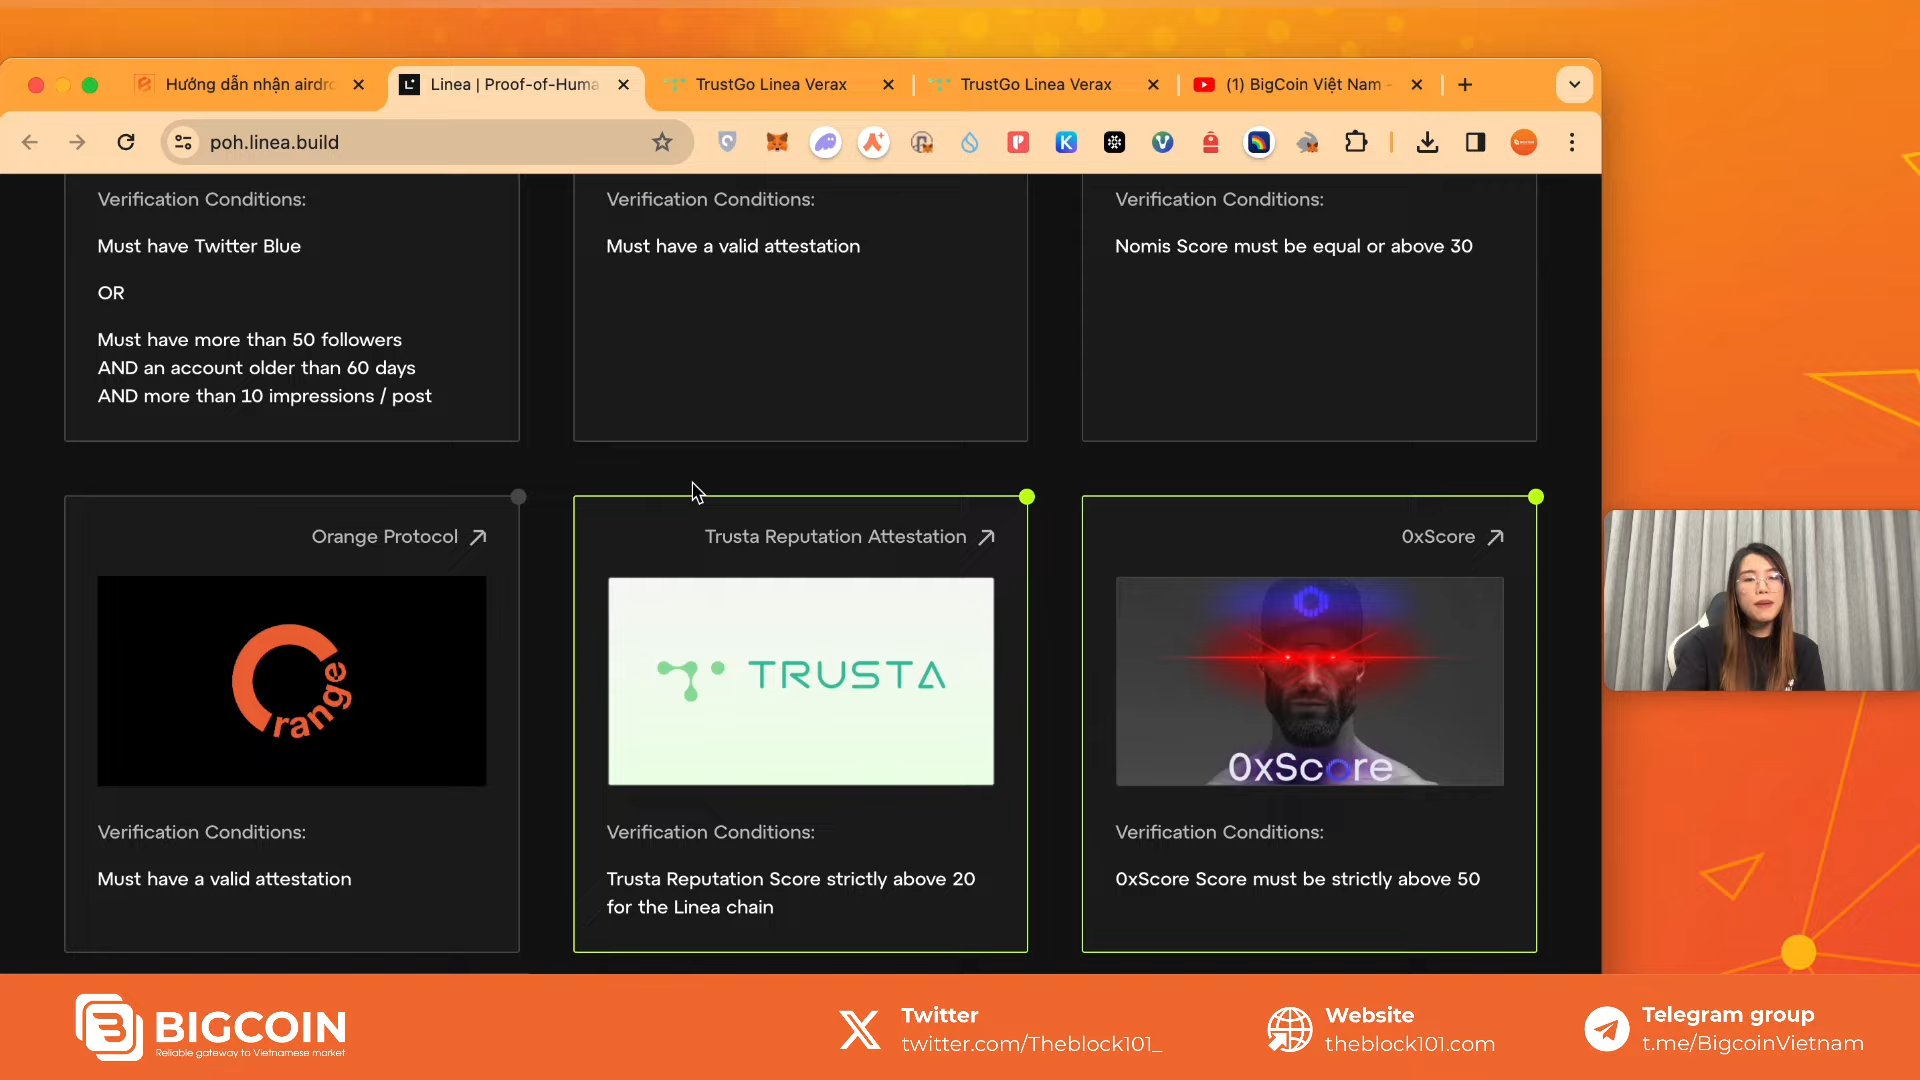 Hướng dẫn nhận airdro
Linea | Proof-of-Huma
TrustGo Linea Verax
TrustGo Linea Verax
(1) BigCoin Việt Nam -
poh.linea.build
Verification Conditions:
Must have Twitter Blue
OR
Must have more than 50 followers
AND an account older than 60 days
AND more than 10 impressions / post
Verification Conditions:
Must have a valid attestation
Verification Conditions:
Nomis Score must be equal or above 30
Orange Protocol
range
Verification Conditions:
Must have a valid attestation
Trusta Reputation Attestation
TRUSTA
Verification Conditions:
Trusta Reputation Score strictly above 20
for the Linea chain
0xScore
0xScore
Verification Conditions:
0xScore Score must be strictly above 50
BIGCOIN
Reliable gateway to Vietnamese market
Twitter
twitter.com/Theblock101_
Website
theblock101.com
Telegram group
t.me/BigcoinVietnam